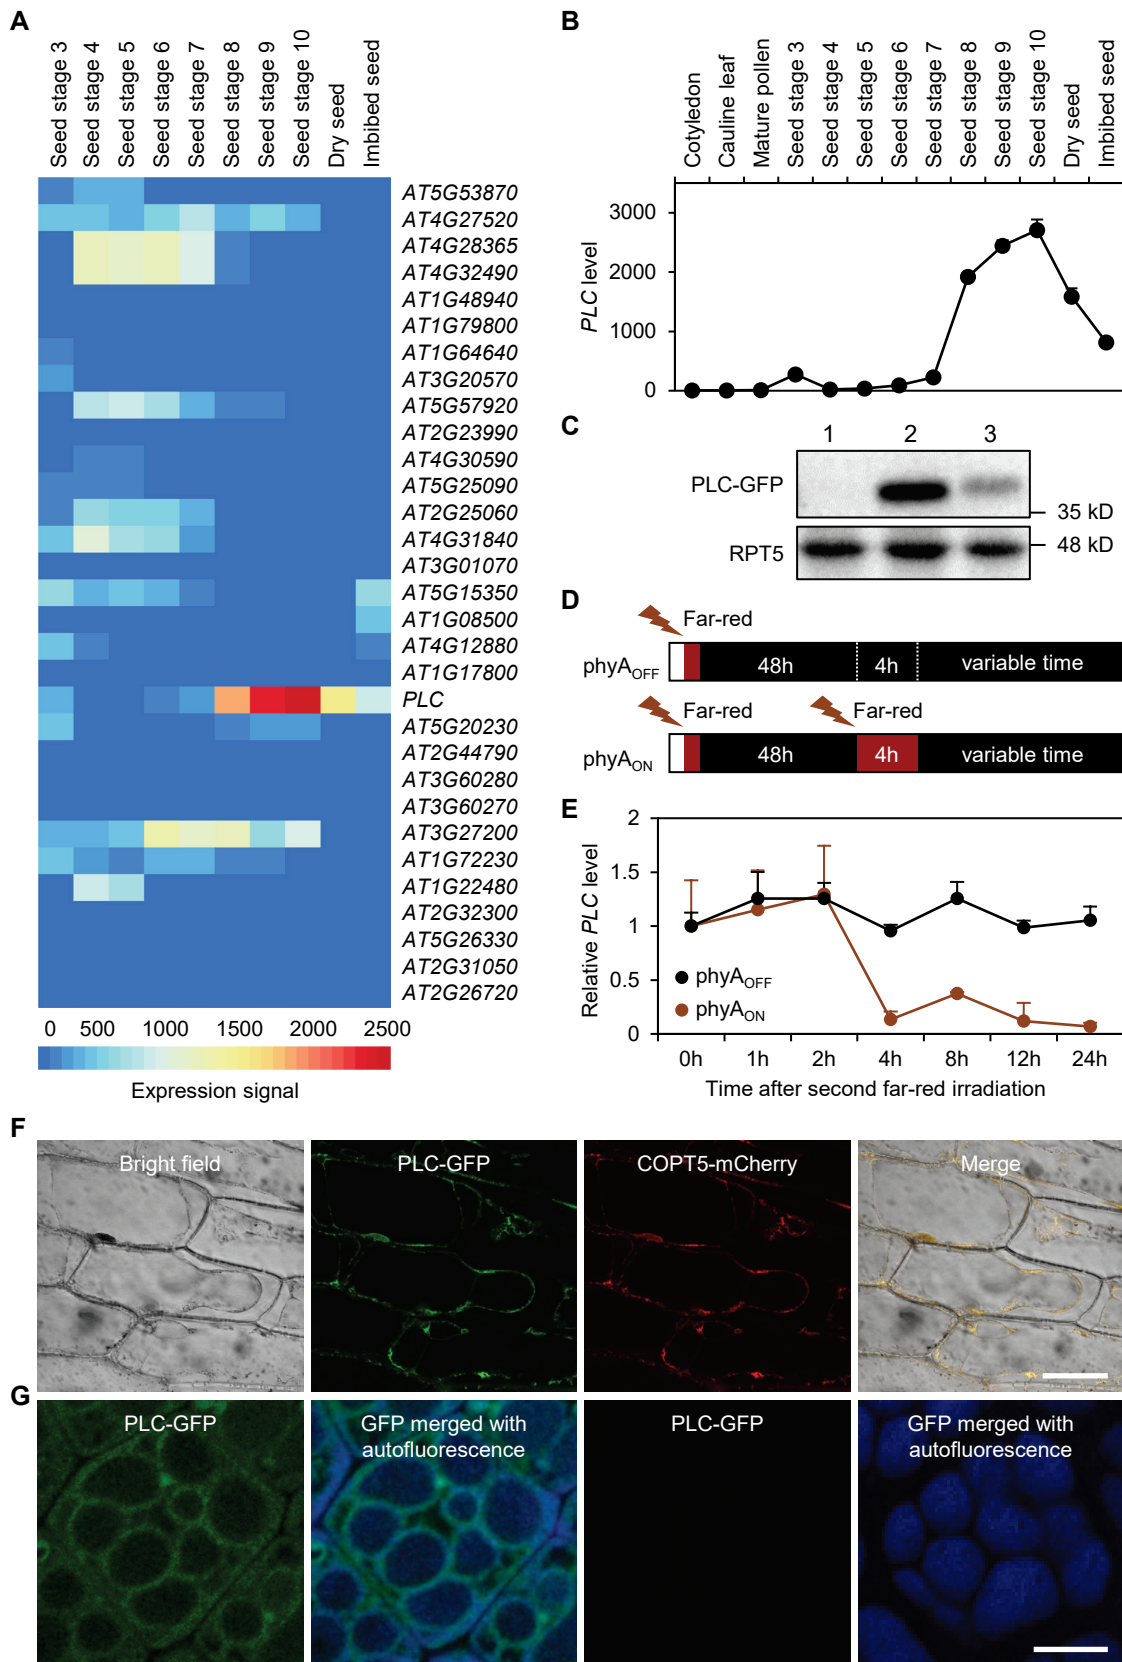 A
Seed stage 3
Seed stage 4
Seed stage 5
Seed stage 6
Seed stage 7
Seed stage 8
Seed stage 9
Seed stage 10
Dry seed
Imbibed seed
AT5G53870
AT4G27520
AT4G28365
AT4G32490
AT1G48940
AT1G79800
AT1G64640
AT3G20570
AT5G57920
AT2G23990
AT4G30590
AT5G25090
AT2G25060
AT4G31840
AT3G01070
AT5G15350
AT1G08500
AT4G12880
AT1G17800
PLC
AT5G20230
AT2G44790
AT3G60280
AT3G60270
AT3G27200
AT1G72230
AT1G22480
AT2G32300
AT5G26330
AT2G31050
AT2G26720
0 500 1000 1500 2000 2500
Expression signal
B
Cotyledon
Cauline leaf
Mature pollen
Seed stage 3
Seed stage 4
Seed stage 5
Seed stage 6
Seed stage 7
Seed stage 8
Seed stage 9
Seed stage 10
Dry seed
Imbibed seed
PLC level
3000
2000
1000
0
C
1 2 3
PLC-GFP
35 kD
RPT5
48 kD
D
Far-red
phyAOFF
48h 4h variable time
Far-red Far-red
phyAON
48h 4h variable time
E
Relative PLC level
2
1.5
1
0.5
0
phyAOFF
phyAON
0h 1h 2h 4h 8h 12h 24h
Time after second far-red irradiation
F
Bright field
PLC-GFP
COPT5-mCherry
Merge
G
PLC-GFP
GFP merged with
autofluorescence
PLC-GFP
GFP merged with
autofluorescence